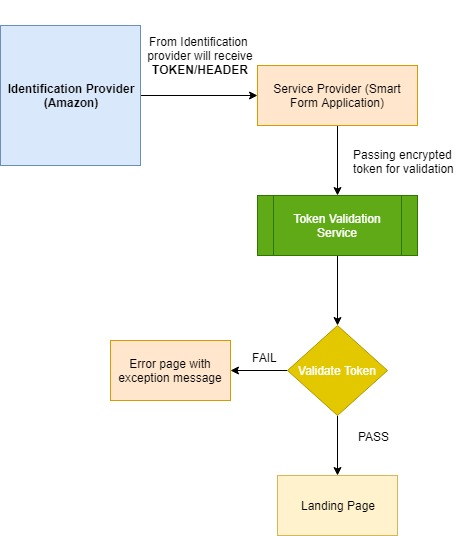 From Identification
provider will receive
TOKEN/HEADER
Identification Provider
(Amazon)
Service Provider (Smart
Form Application)
Passing encrypted
token for validation
Token Validation
Service
Validate Token
FAIL
Error page with
exception message
PASS
Landing Page